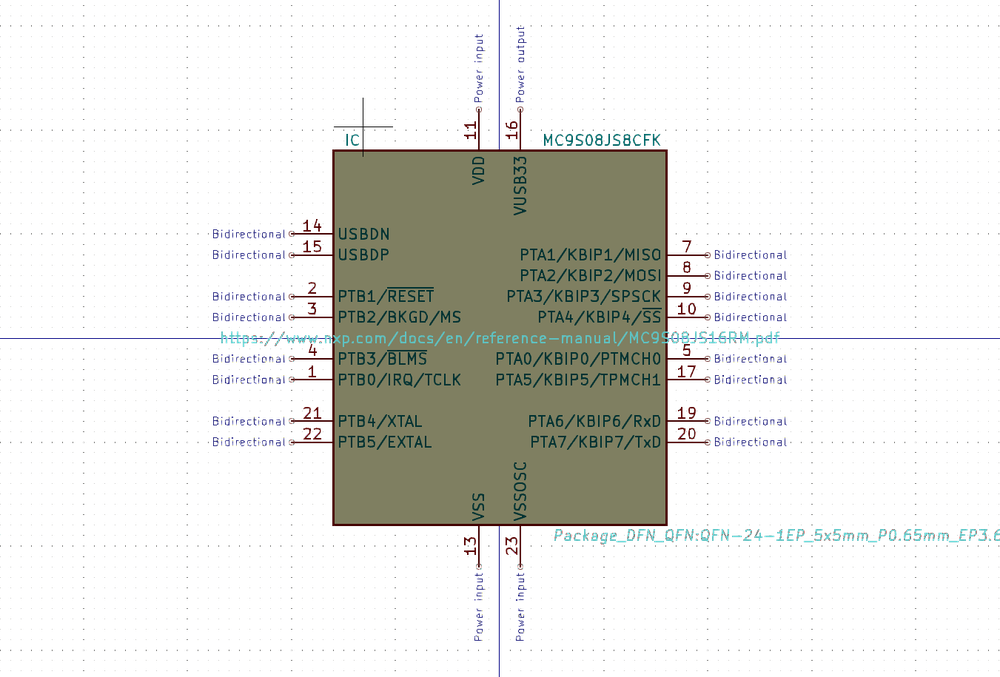 Power input
Power output
11
16
IC
MC9S08JS8CFK
VDD
VUSB33
Bidirectional 14 USBDN
Bidirectional 15 USBDP
PTA1/KBIP1/MISO 7 Bidirectional
PTA2/KBIP2/MOSI 8 Bidirectional
Bidirectional 2 PTB1/RESET
PTA3/KBIP3/SPSCK 9 Bidirectional
Bidirectional 3 PTB2/BKGD/MS
PTA4/KBIP4/SS 10 Bidirectional
https://www.nxp.com/docs/en/reference-manual/MC9S08JS16RM.pdf
Bidirectional 4 PTB3/BLMS
PTA0/KBIP0/PTMCH0 5 Bidirectional
Bidirectional 1 PTB0/IRQ/TCLK
PTA5/KBIP5/TPMCH1 17 Bidirectional
Bidirectional 21 PTB4/XTAL
PTA6/KBIP6/RxD 19 Bidirectional
Bidirectional 22 PTB5/EXTAL
PTA7/KBIP7/TxD 20 Bidirectional
VSS
VSSOSC
13
23
Package_DFN_QFN:QFN-24-1EP_5x5mm_P0.65mm_EP3.6
Power input
Power input